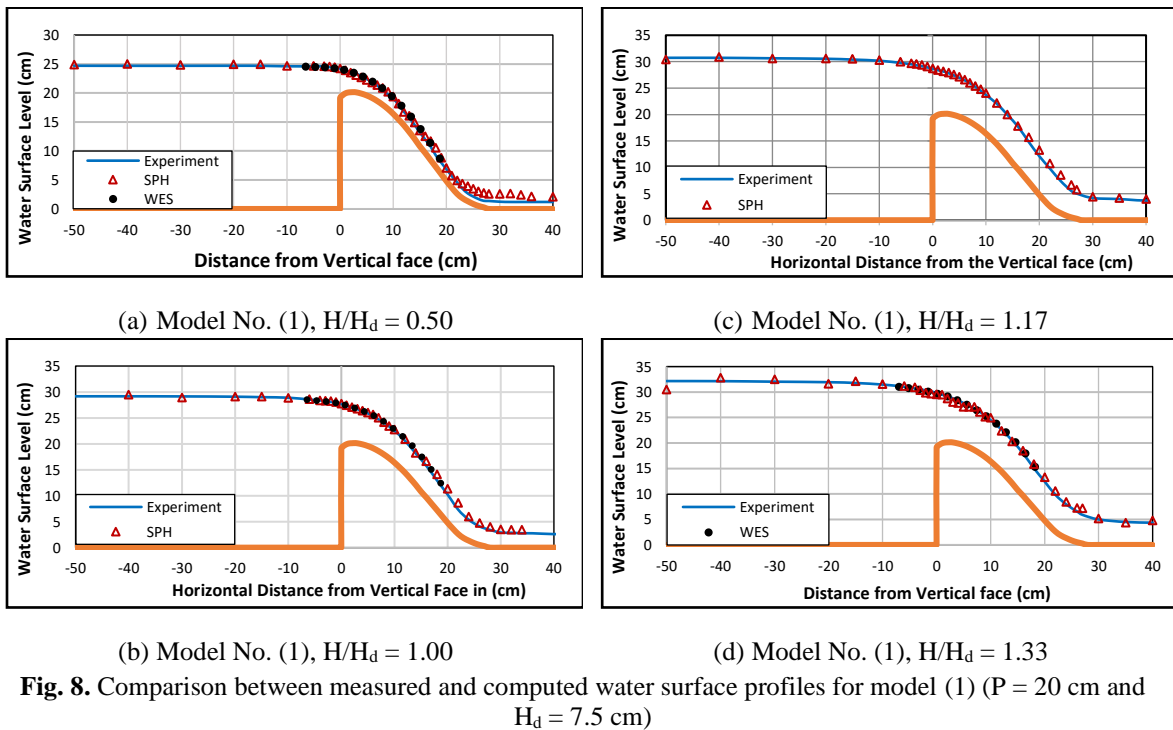 Water Surface Level (cm)
30
25
20
15
10
5
0
Experiment
SPH
WES
-50 -40 -30 -20 -10 0 10 20 30 40
Distance from Vertical face (cm)
(a) Model No. (1), H/Hd = 0.50
Water Surface Level (cm)
35
30
25
20
15
10
5
0
Experiment
SPH
-50 -40 -30 -20 -10 0 10 20 30 40
Horizontal Distance from the Vertical face (cm)
(c) Model No. (1), H/Hd = 1.17
Water Surface Level (cm)
35
30
25
20
15
10
5
0
Experiment
SPH
-50 -40 -30 -20 -10 0 10 20 30 40
Horizontal Distance from Vertical Face in (cm)
(b) Model No. (1), H/Hd = 1.00
Water Surface Level (cm)
35
30
25
20
15
10
5
0
Experiment
WES
-50 -40 -30 -20 -10 0 10 20 30 40
Distance from Vertical face (cm)
(d) Model No. (1), H/Hd = 1.33
Fig. 8. Comparison between measured and computed water surface profiles for model (1) (P = 20 cm and
Hd = 7.5 cm)